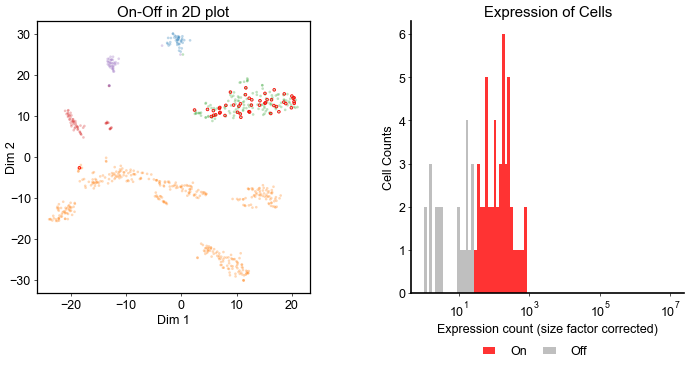 On-Off in 2D plot
Dim 2
30
20
10
0
−10
−20
−30
−20
−10
0
10
20
Dim 1
Expression of Cells
Cell Counts
6
5
4
3
2
1
0
10^1
10^3
10^5
10^7
Expression count (size factor corrected)
On
Off